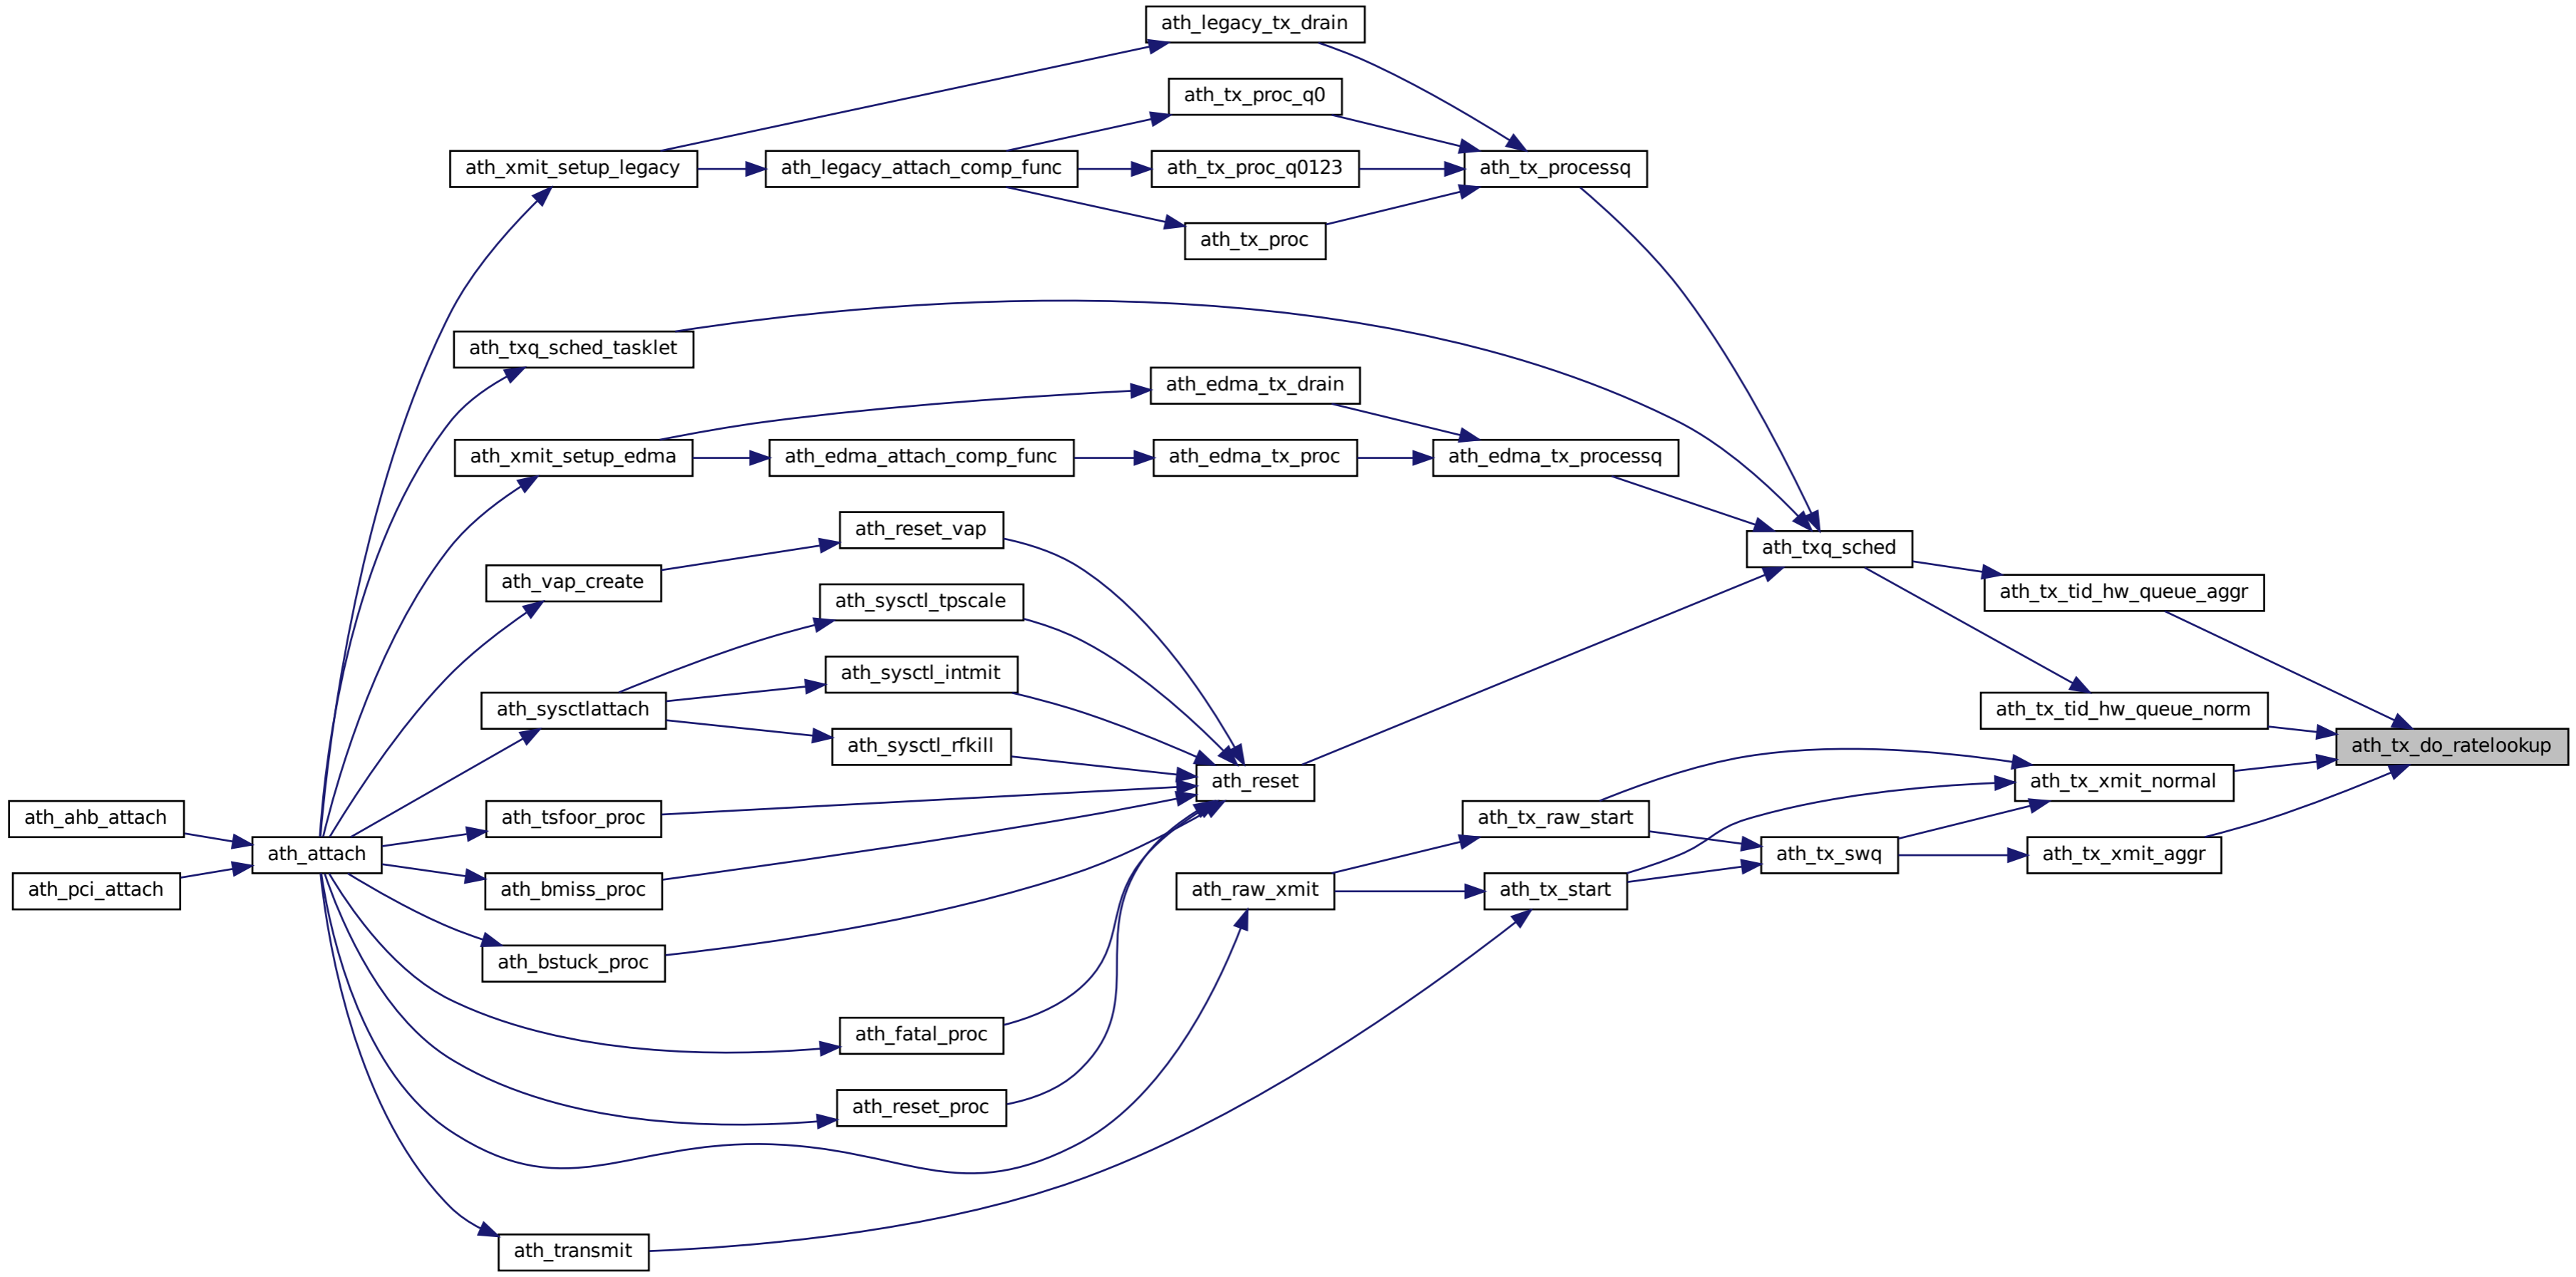 ath_legacy_tx_drain
ath_tx_proc_q0
ath_xmit_setup_legacy
ath_legacy_attach_comp_func
ath_tx_proc_q0123
ath_tx_processq
ath_tx_proc
ath_txq_sched_tasklet
ath_edma_tx_drain
ath_xmit_setup_edma
ath_edma_attach_comp_func
ath_edma_tx_proc
ath_edma_tx_processq
ath_reset_vap
ath_txq_sched
ath_vap_create
ath_tx_tid_hw_queue_aggr
ath_sysctl_tpscale
ath_sysctl_intmit
ath_sysctlattach
ath_tx_tid_hw_queue_norm
ath_sysctl_rfkill
ath_tx_do_ratelookup
ath_reset
ath_tx_xmit_normal
ath_ahb_attach
ath_tsfoor_proc
ath_tx_raw_start
ath_attach
ath_tx_swq
ath_tx_xmit_aggr
ath_pci_attach
ath_bmiss_proc
ath_raw_xmit
ath_tx_start
ath_bstuck_proc
ath_fatal_proc
ath_reset_proc
ath_transmit